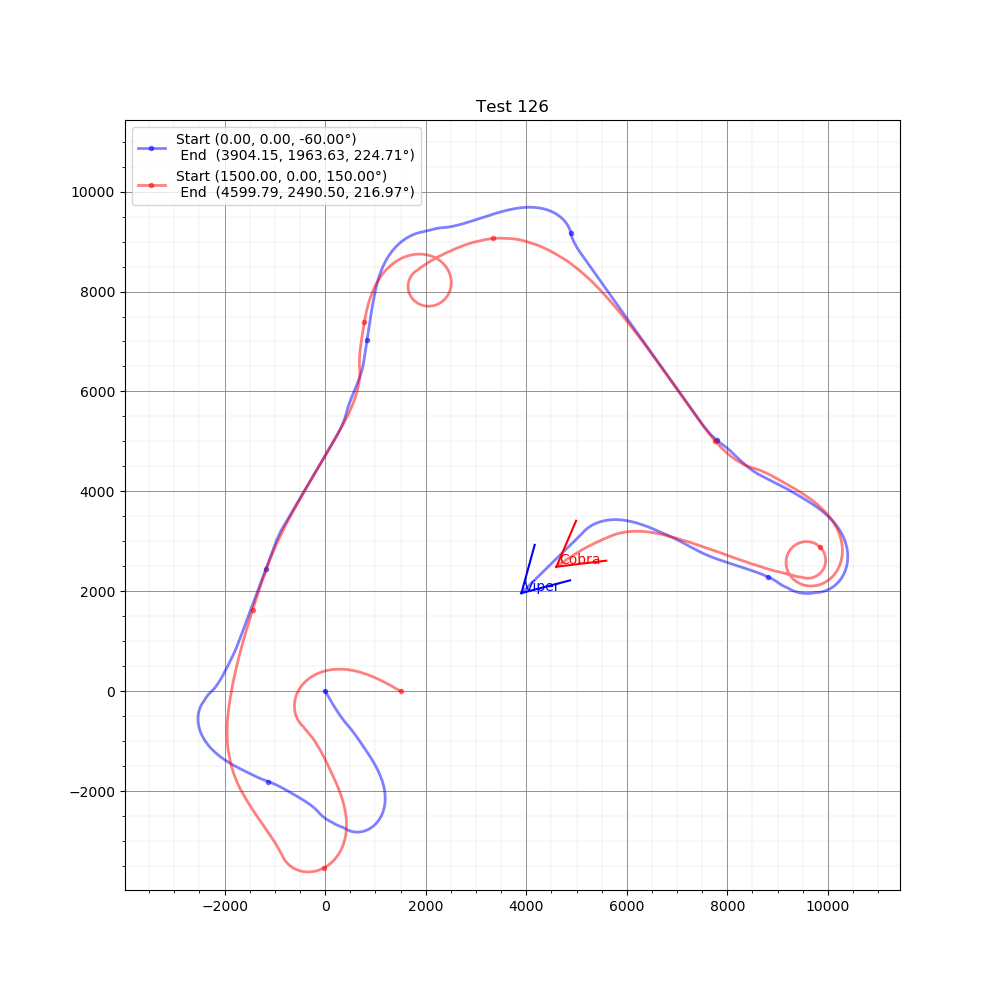 Test 126
Start (0.00, 0.00, -60.00°)
End (3904.15, 1963.63, 224.71°)
Start (1500.00, 0.00, 150.00°)
End (4599.79, 2490.50, 216.97°)
10000
8000
6000
4000
2000
0
−2000
Cobra
Viper
−2000 0 2000 4000 6000 8000 10000